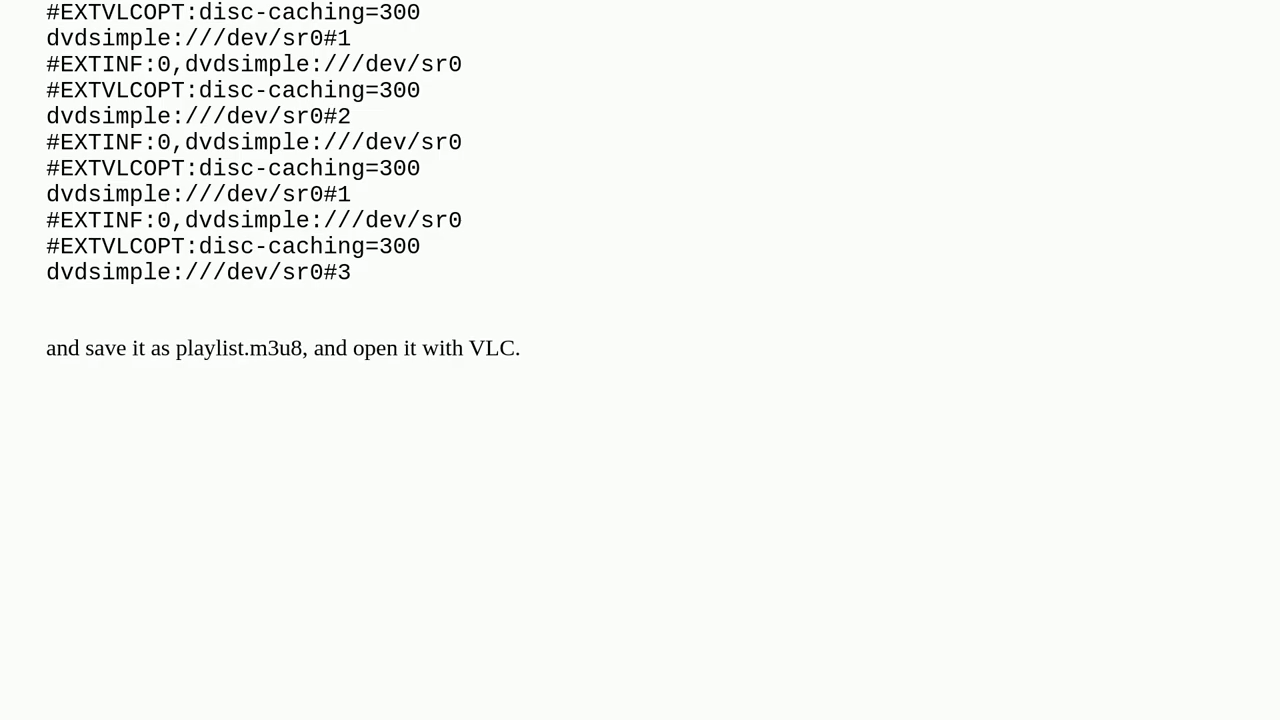 #EXTVLCOPT:disc-caching=300
dvdsimple:///dev/sr0#1
#EXTINF:0,dvdsimple:///dev/sr0
#EXTVLCOPT:disc-caching=300
dvdsimple:///dev/sr0#2
#EXTINF:0,dvdsimple:///dev/sr0
#EXTVLCOPT:disc-caching=300
dvdsimple:///dev/sr0#1
#EXTINF:0,dvdsimple:///dev/sr0
#EXTVLCOPT:disc-caching=300
dvdsimple:///dev/sr0#3
and save it as playlist.m3u8, and open it with VLC.